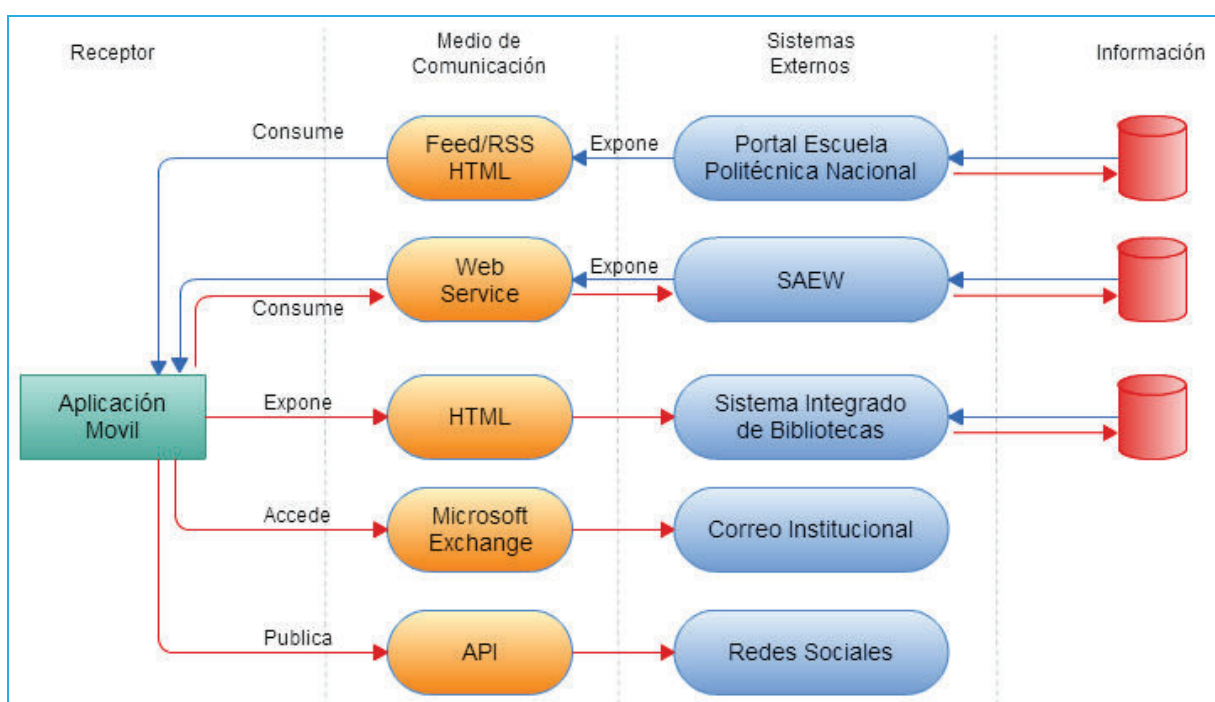 Receptor
Medio de
Comunicación
Sistemas
Externos
Información
Consume
Feed/RSS
HTML
Expone
Portal Escuela
Politécnica Nacional
Consume
Web
Service
Expone
SAEW
Aplicación
Movil
Expone
HTML
Sistema Integrado
de Bibliotecas
Accede
Microsoft
Exchange
Correo Institucional
Publica
API
Redes Sociales